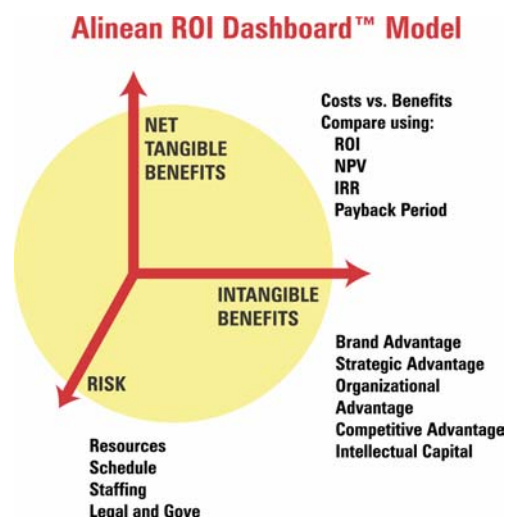 Alinean ROI Dashboard™ Model
NET
TANGIBLE
BENEFITS
Costs vs. Benefits
Compare using:
ROI
NPV
IRR
Payback Period
INTANGIBLE
BENEFITS
Brand Advantage
Strategic Advantage
Organizational
Advantage
Competitive Advantage
Intellectual Capital
RISK
Resources
Schedule
Staffing
Legal and Gove